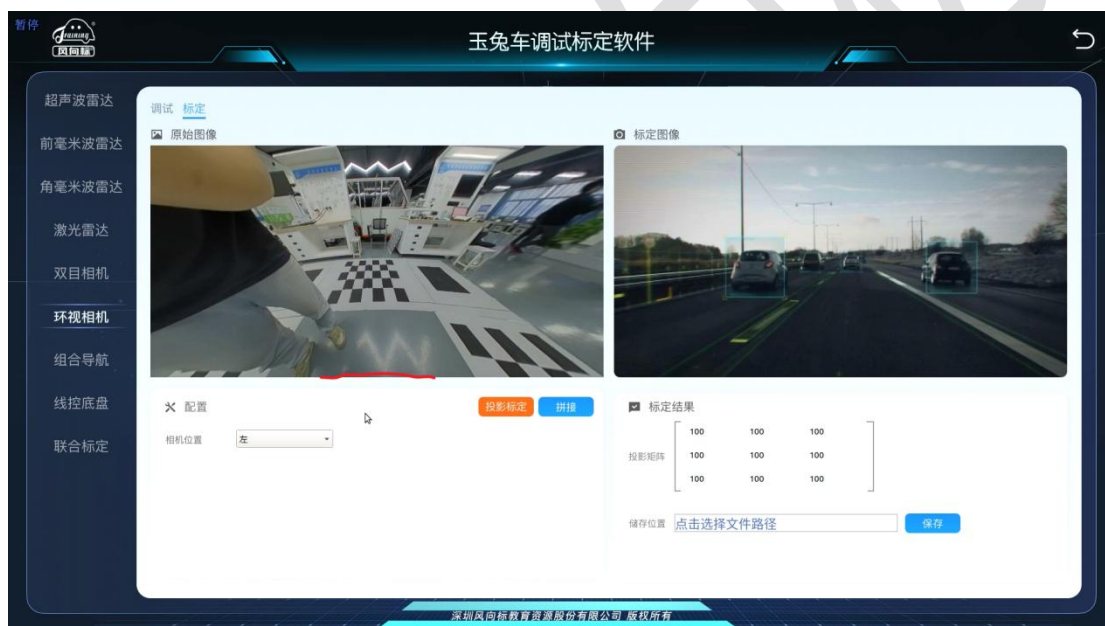 暂停
风向标
玉兔车调试标定软件
超声波雷达
前毫米波雷达
角毫米波雷达
激光雷达
双目相机
环视相机
组合导航
线控底盘
联合标定
调试 标定
原始图像
标定图像
配置
投影标定 拼接
相机位置 左
标定结果
投影矩阵
100 100 100
100 100 100
100 100 100
储存位置 点击选择文件路径 保存
深圳风向标教育资源股份有限公司 版权所有